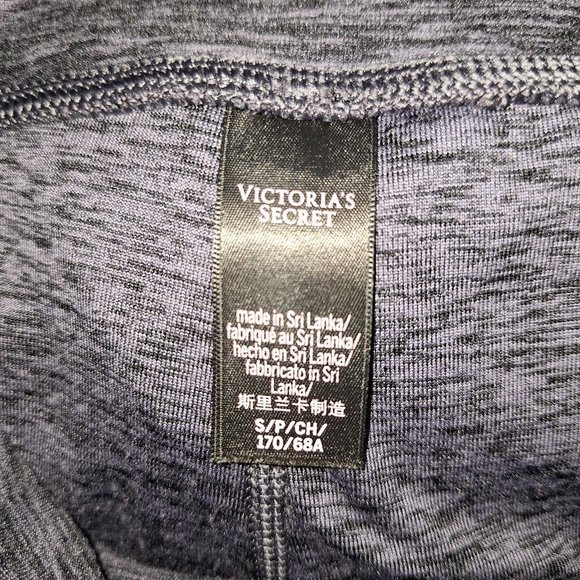 VICTORIA'S
SECRET
made in Sri Lanka/
fabriqué au Sri Lanka/
hecho en Sri Lanka/
fabbricato in Sri
Lanka/
斯里兰卡制造
S/P/CH/
170/68A